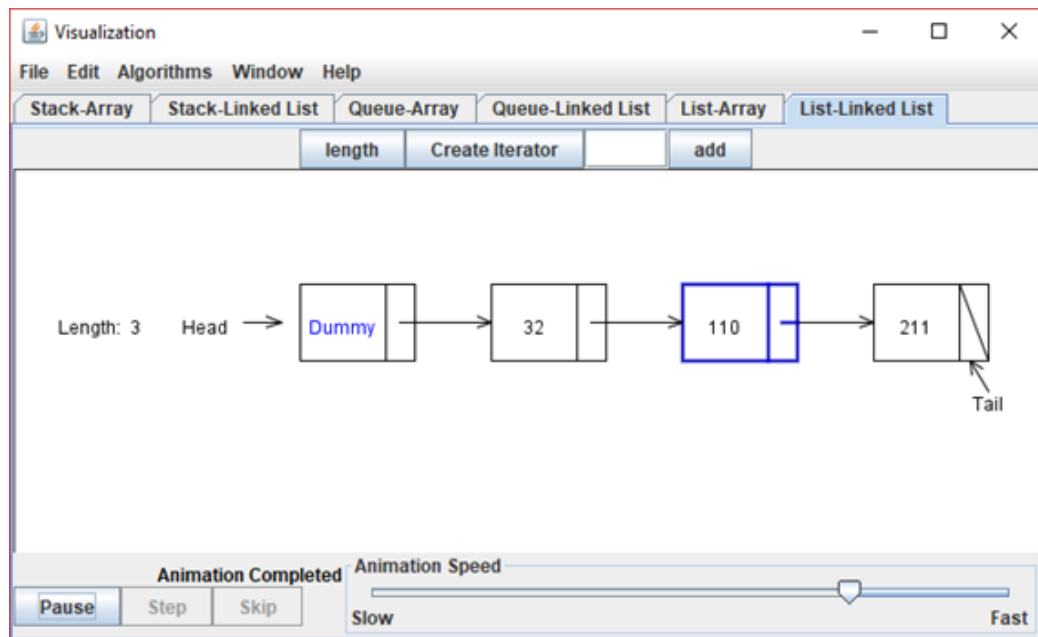 Visualization
File Edit Algorithms Window Help
Stack-Array Stack-Linked List Queue-Array Queue-Linked List List-Array List-Linked List
length Create Iterator add
Length: 3 Head Dummy 32 110 211
Tail
Animation Completed Animation Speed
Pause Step Skip
Slow Fast